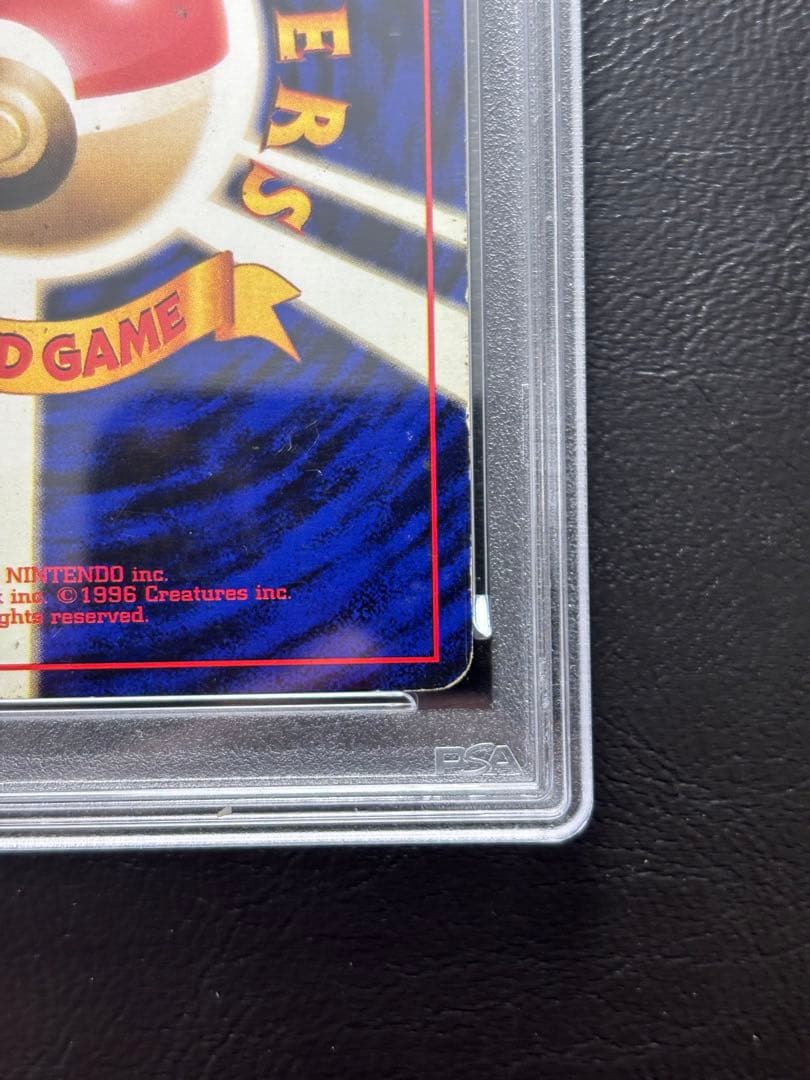 ERS
D GAME
NINTENDO inc.
k inc. ©1996 Creatures inc.
ghts reserved.
PSA